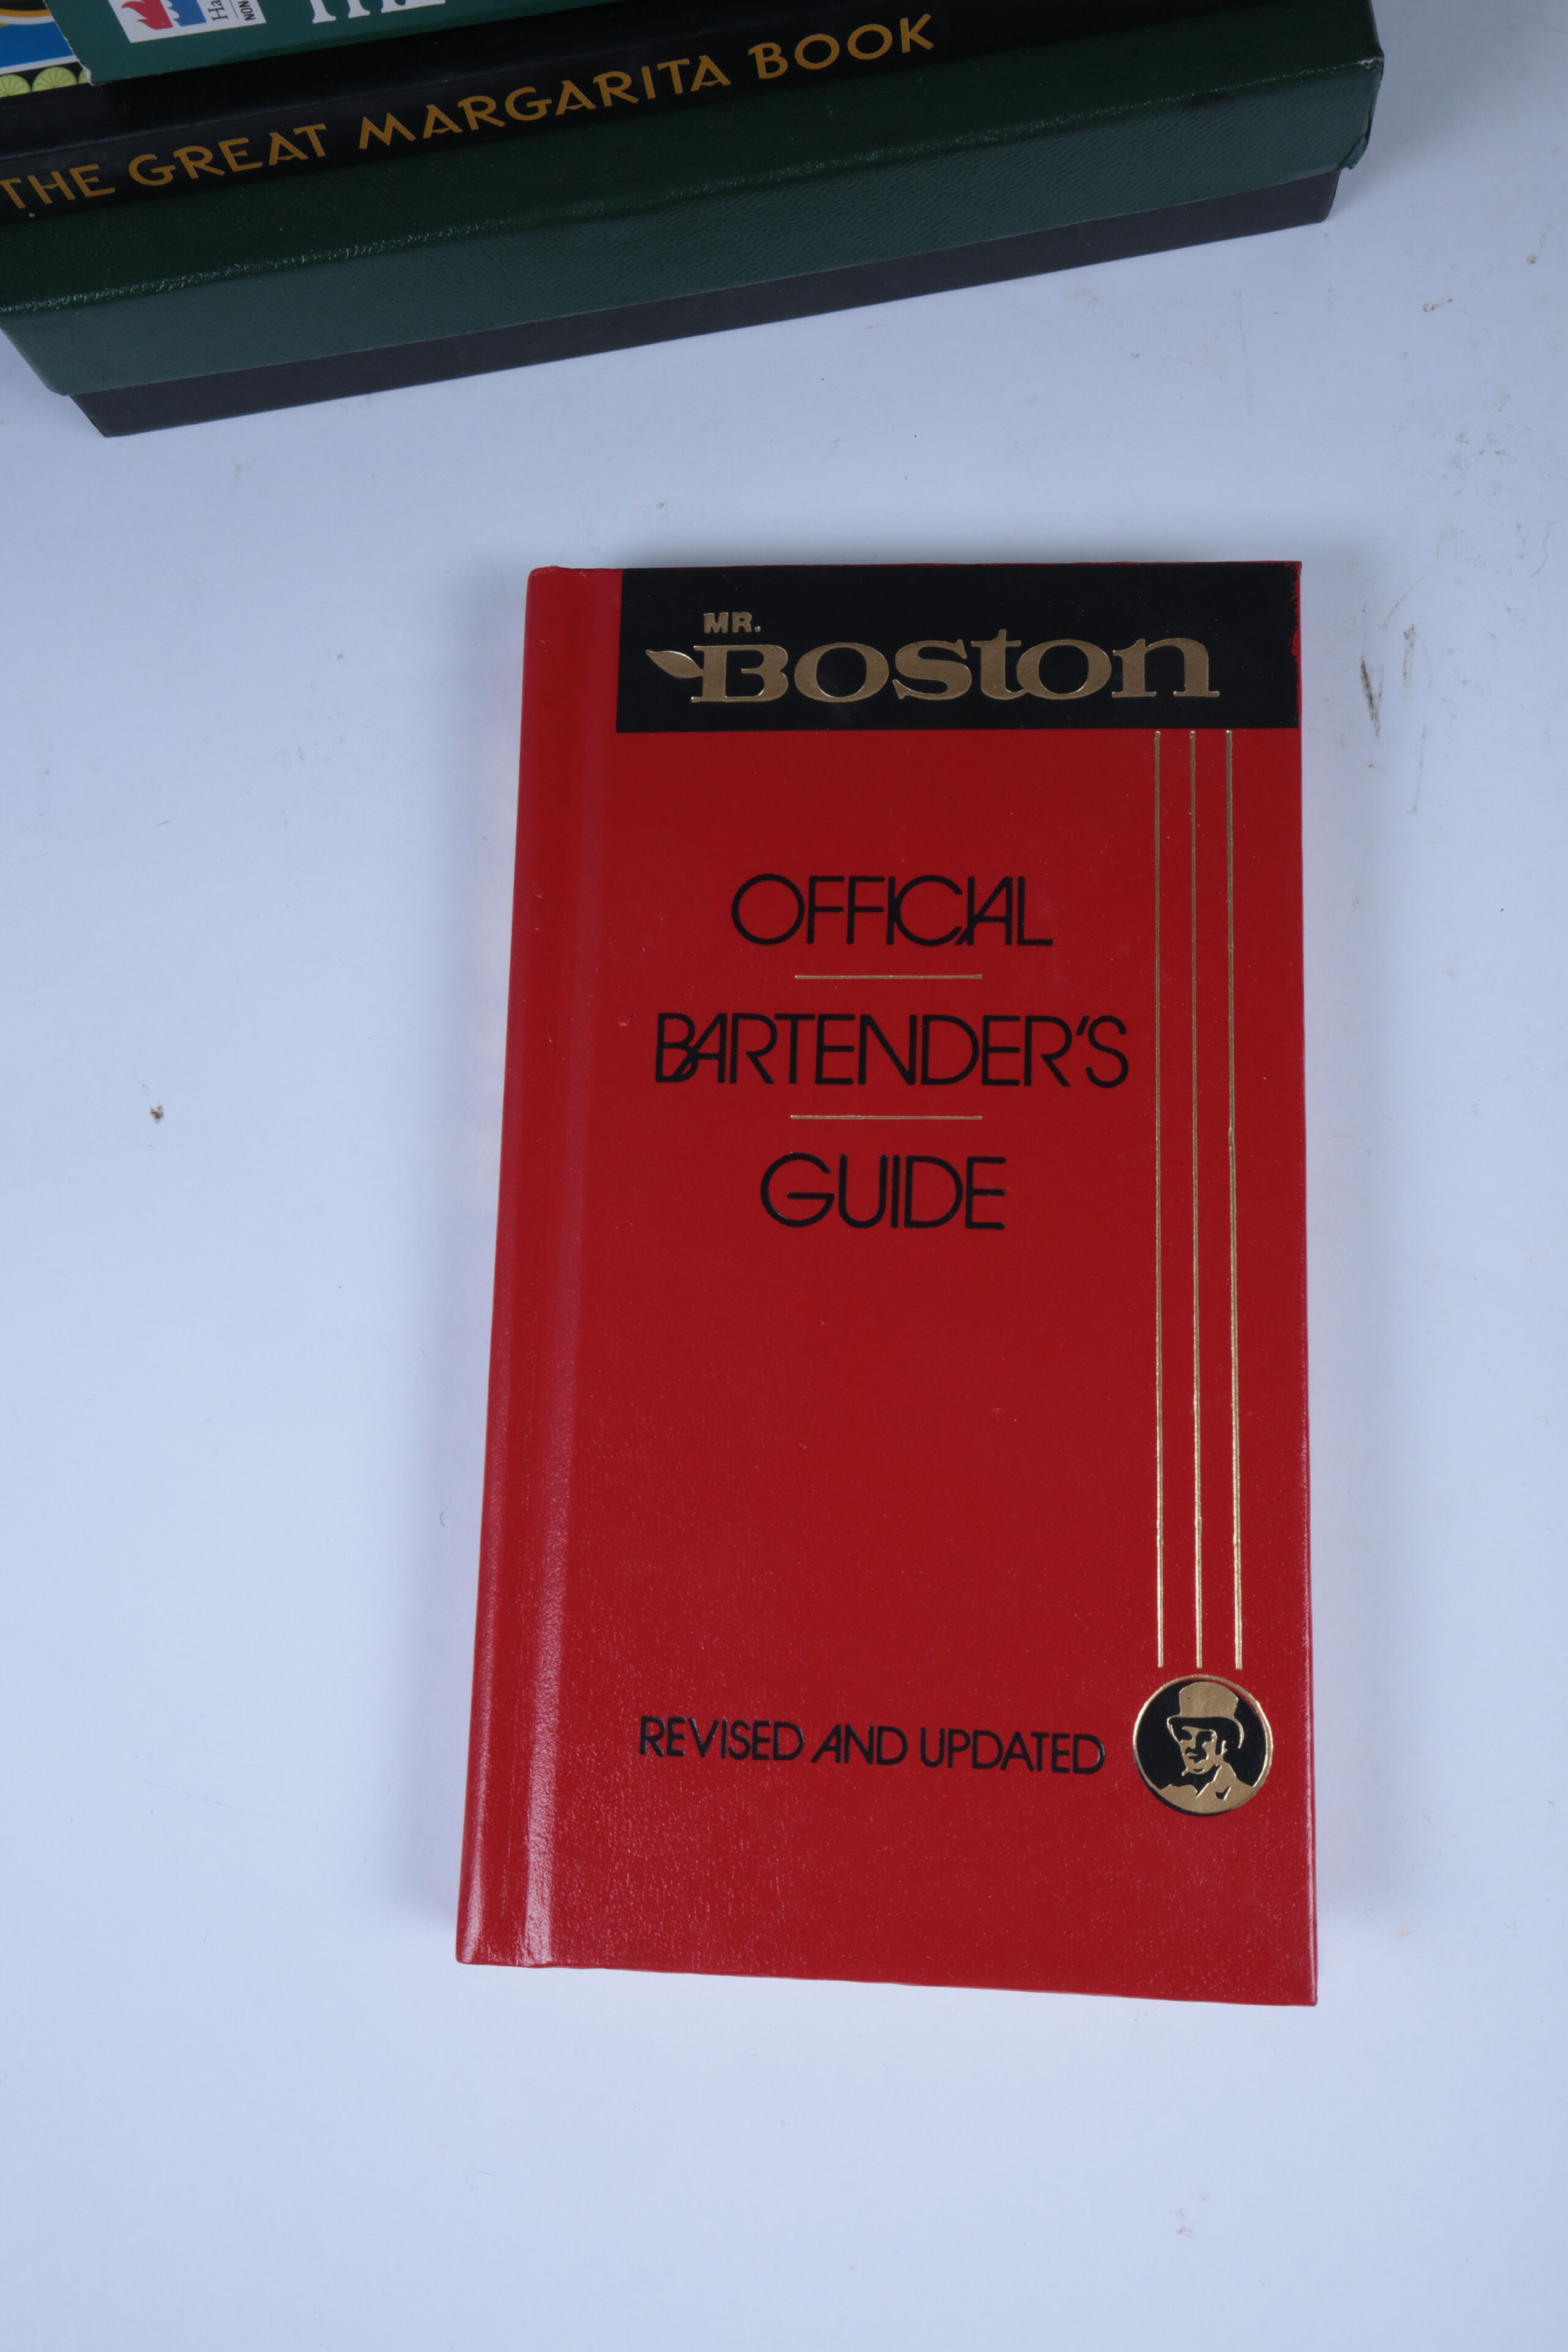 THE GREAT MARGARITA BOOK
MR.
BOSTON
OFFICIAL
BARTENDER'S
GUIDE
REVISED AND UPDATED